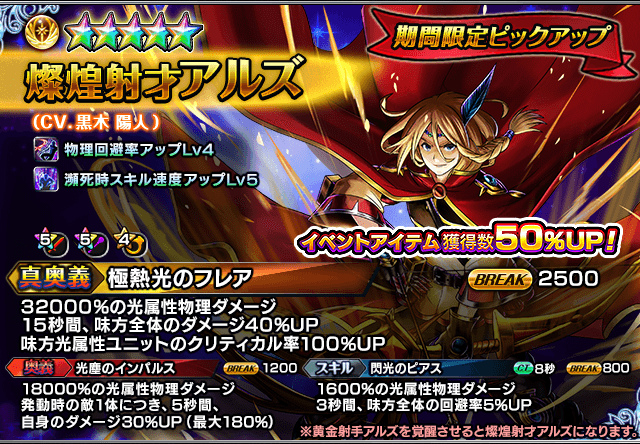 期間限定ピックアップ
燦煌射才アルズ
(CV.黒木 陽人)
物理回避率アップLv4
瀕死時スキル速度アップLv5
5 5 4
イベントアイテム獲得数50%UP!
真奥義 極熱光のフレア BREAK 2500
32000%の光属性物理ダメージ
15秒間、味方全体のダメージ40%UP
味方光属性ユニットのクリティカル率100%UP
奥義 光塵のインパルス BREAK 1200
18000%の光属性物理ダメージ
発動時の敵1体につき、5秒間、
自身のダメージ30%UP(最大180%)
スキル 閃光のピアス CT 8秒 BREAK 800
1600%の光属性物理ダメージ
3秒間、味方全体の回避率5%UP
※黄金射手アルズを覚醒させると燦煌射才アルズになります。